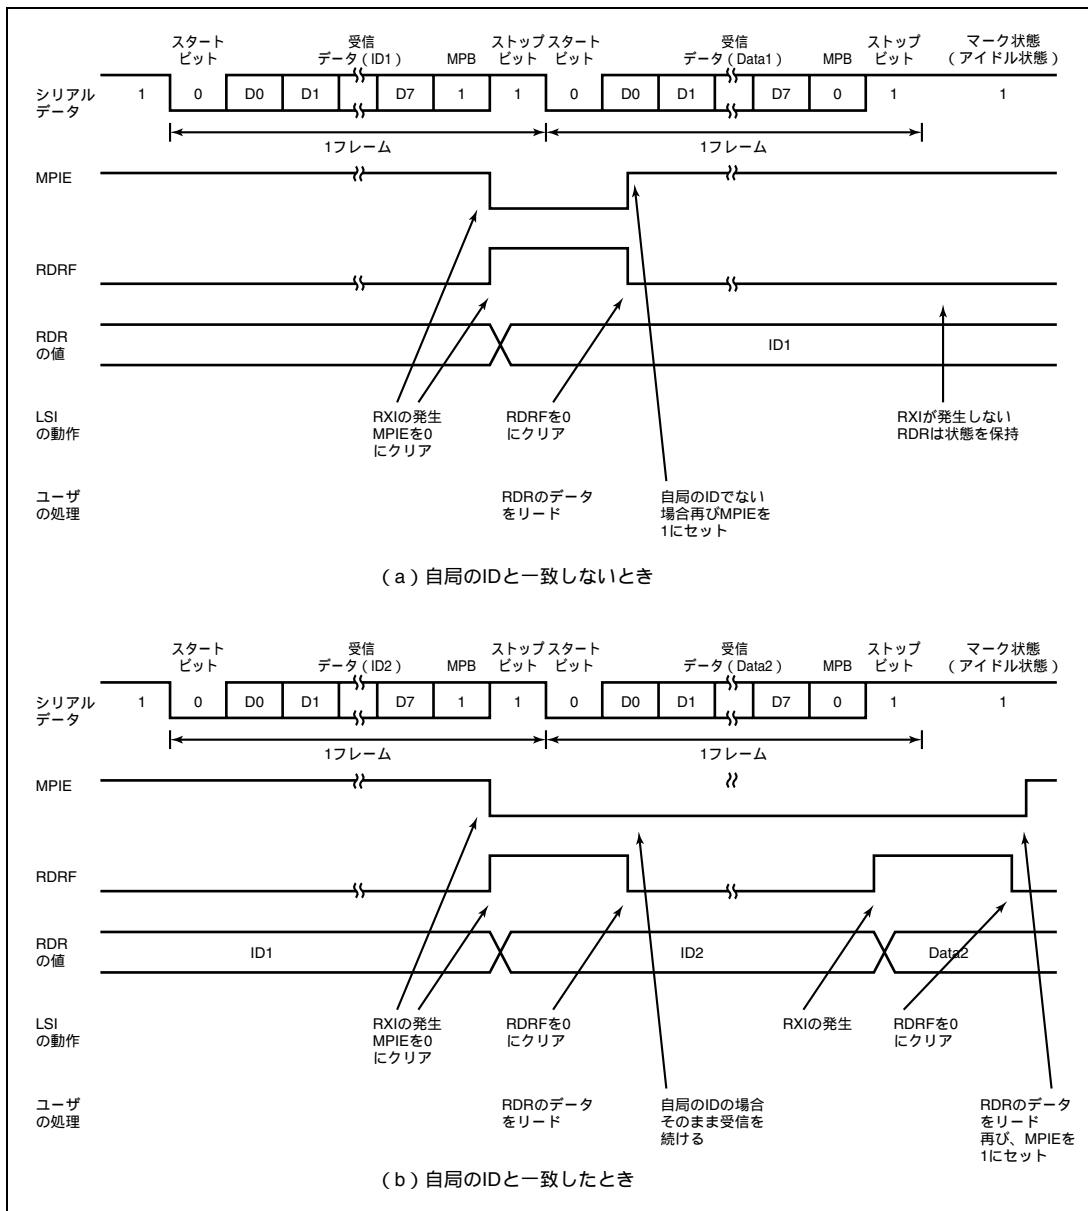 スタート
ビット
受信
データ（ID1）
MPB
ストップ
ビット
スタート
ビット
受信
データ（Data1）
MPB
ストップ
ビット
マーク状態
（アイドル状態）
シリアル
データ
1 0 D0 D1 D7 1 1 0 D0 D1 D7 0 1 1
1フレーム 1フレーム
MPIE
RDRF
RDR
の値
ID1
LSI
の動作
RXIの発生
MPIEを0
にクリア
RDRFを0
にクリア
RXIが発生しない
RDRは状態を保持
ユーザ
の処理
RDRのデータ
をリード
自局のIDでない
場合再びMPIEを
1にセット
（a）自局のIDと一致しないとき
スタート
ビット
受信
データ（ID2）
MPB
ストップ
ビット
スタート
ビット
受信
データ（Data2）
MPB
ストップ
ビット
マーク状態
（アイドル状態）
シリアル
データ
1 0 D0 D1 D7 1 1 0 D0 D1 D7 0 1 1
1フレーム 1フレーム
MPIE
RDRF
RDR
の値
ID1 ID2 Data2
LSI
の動作
RXIの発生
MPIEを0
にクリア
RDRFを0
にクリア
RXIの発生
RDRFを0
にクリア
ユーザ
の処理
RDRのデータ
をリード
自局のIDの場合
そのまま受信を
続ける
RDRのデータ
をリード
再び、MPIEを
1にセット
（b）自局のIDと一致したとき